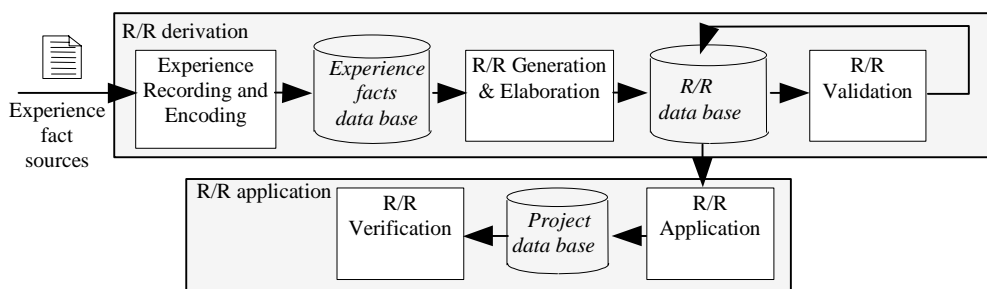 R/R derivation
Experience
fact
sources
Experience
Recording and
Encoding
Experience
facts
data base
R/R Generation
& Elaboration
R/R
data base
R/R
Validation
R/R application
R/R
Verification
Project
data base
R/R
Application